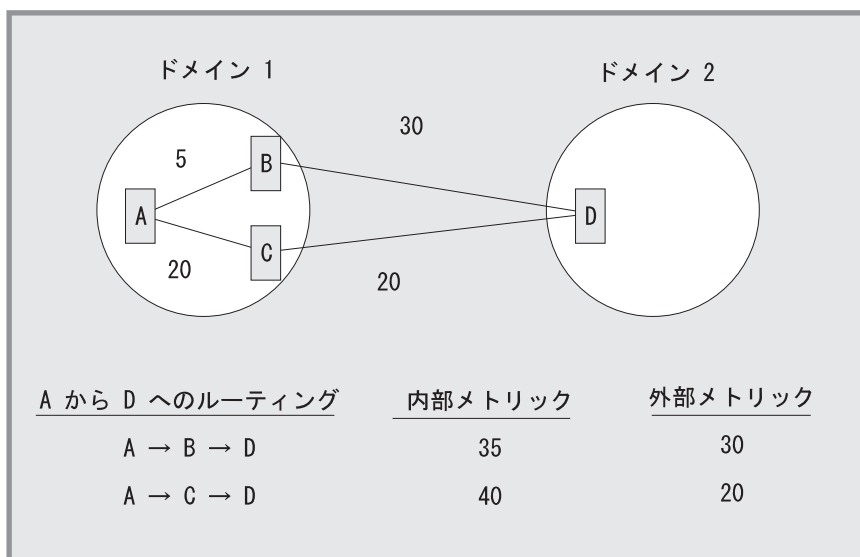 ドメイン 1
ドメイン 2
30
5
B
A
D
C
20
20
A から D へのルーティング 内部メトリック 外部メトリック
A → B → D 35 30
A → C → D 40 20